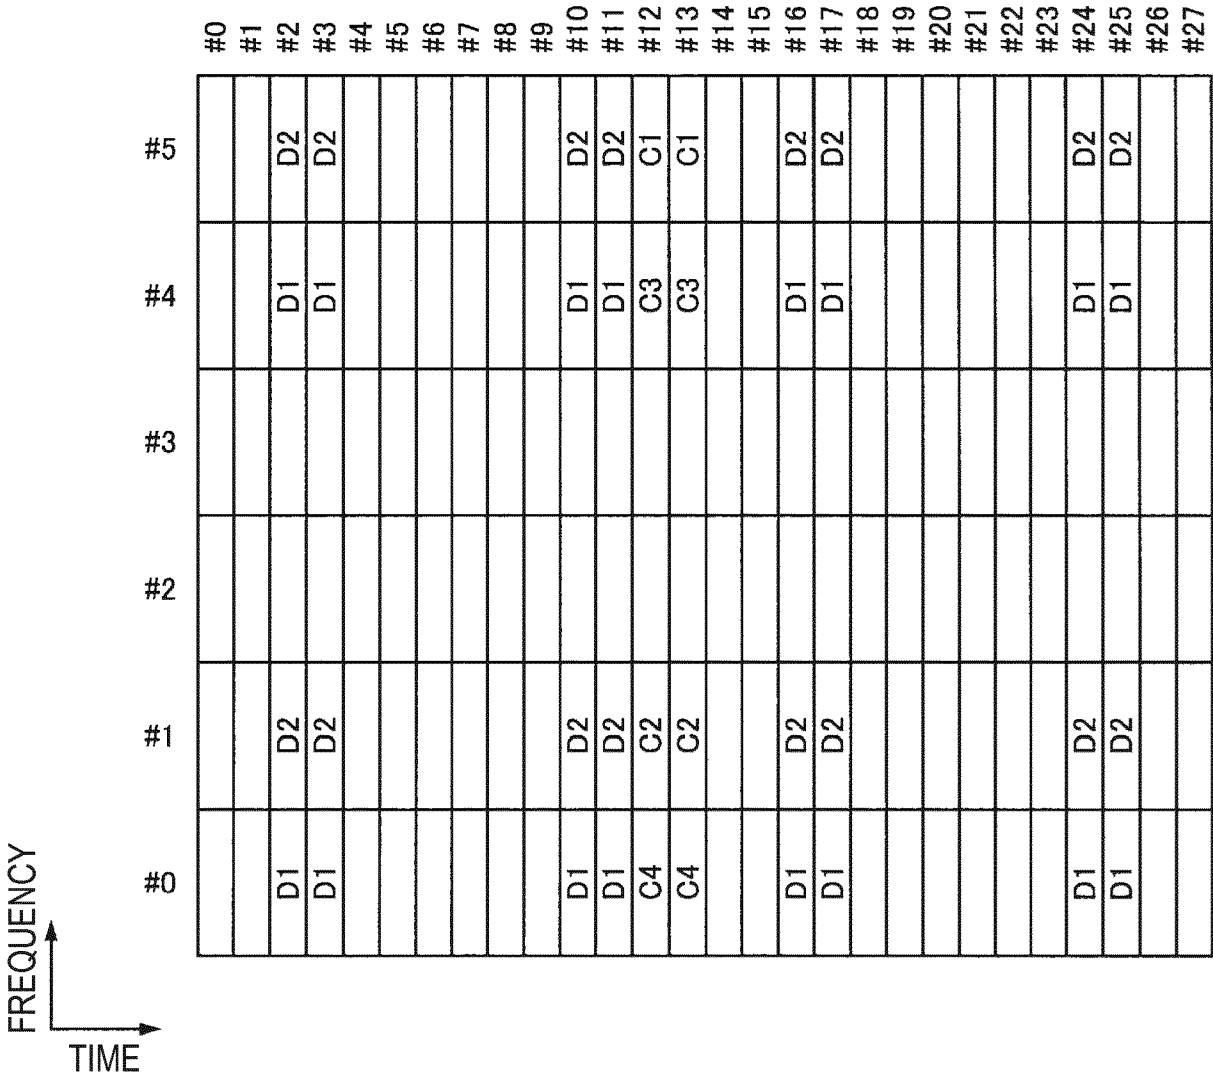 #0 #1 #2 #3 #4 #5 #6 #7 #8 #9 #10 #11 #12 #13 #14 #15 #16 #17 #18 #19 #20 #21 #22 #23 #24 #25 #26 #27
#5 D2 D2 D2 D2 C1 C1 D2 D2 D2 D2
#4 D1 D1 D1 D1 C3 C3 D1 D1 D1 D1
#3
#2
#1 D2 D2 D2 D2 C2 C2 D2 D2 D2 D2
#0 D1 D1 D1 D1 C4 C4 D1 D1 D1 D1
FREQUENCY
TIME